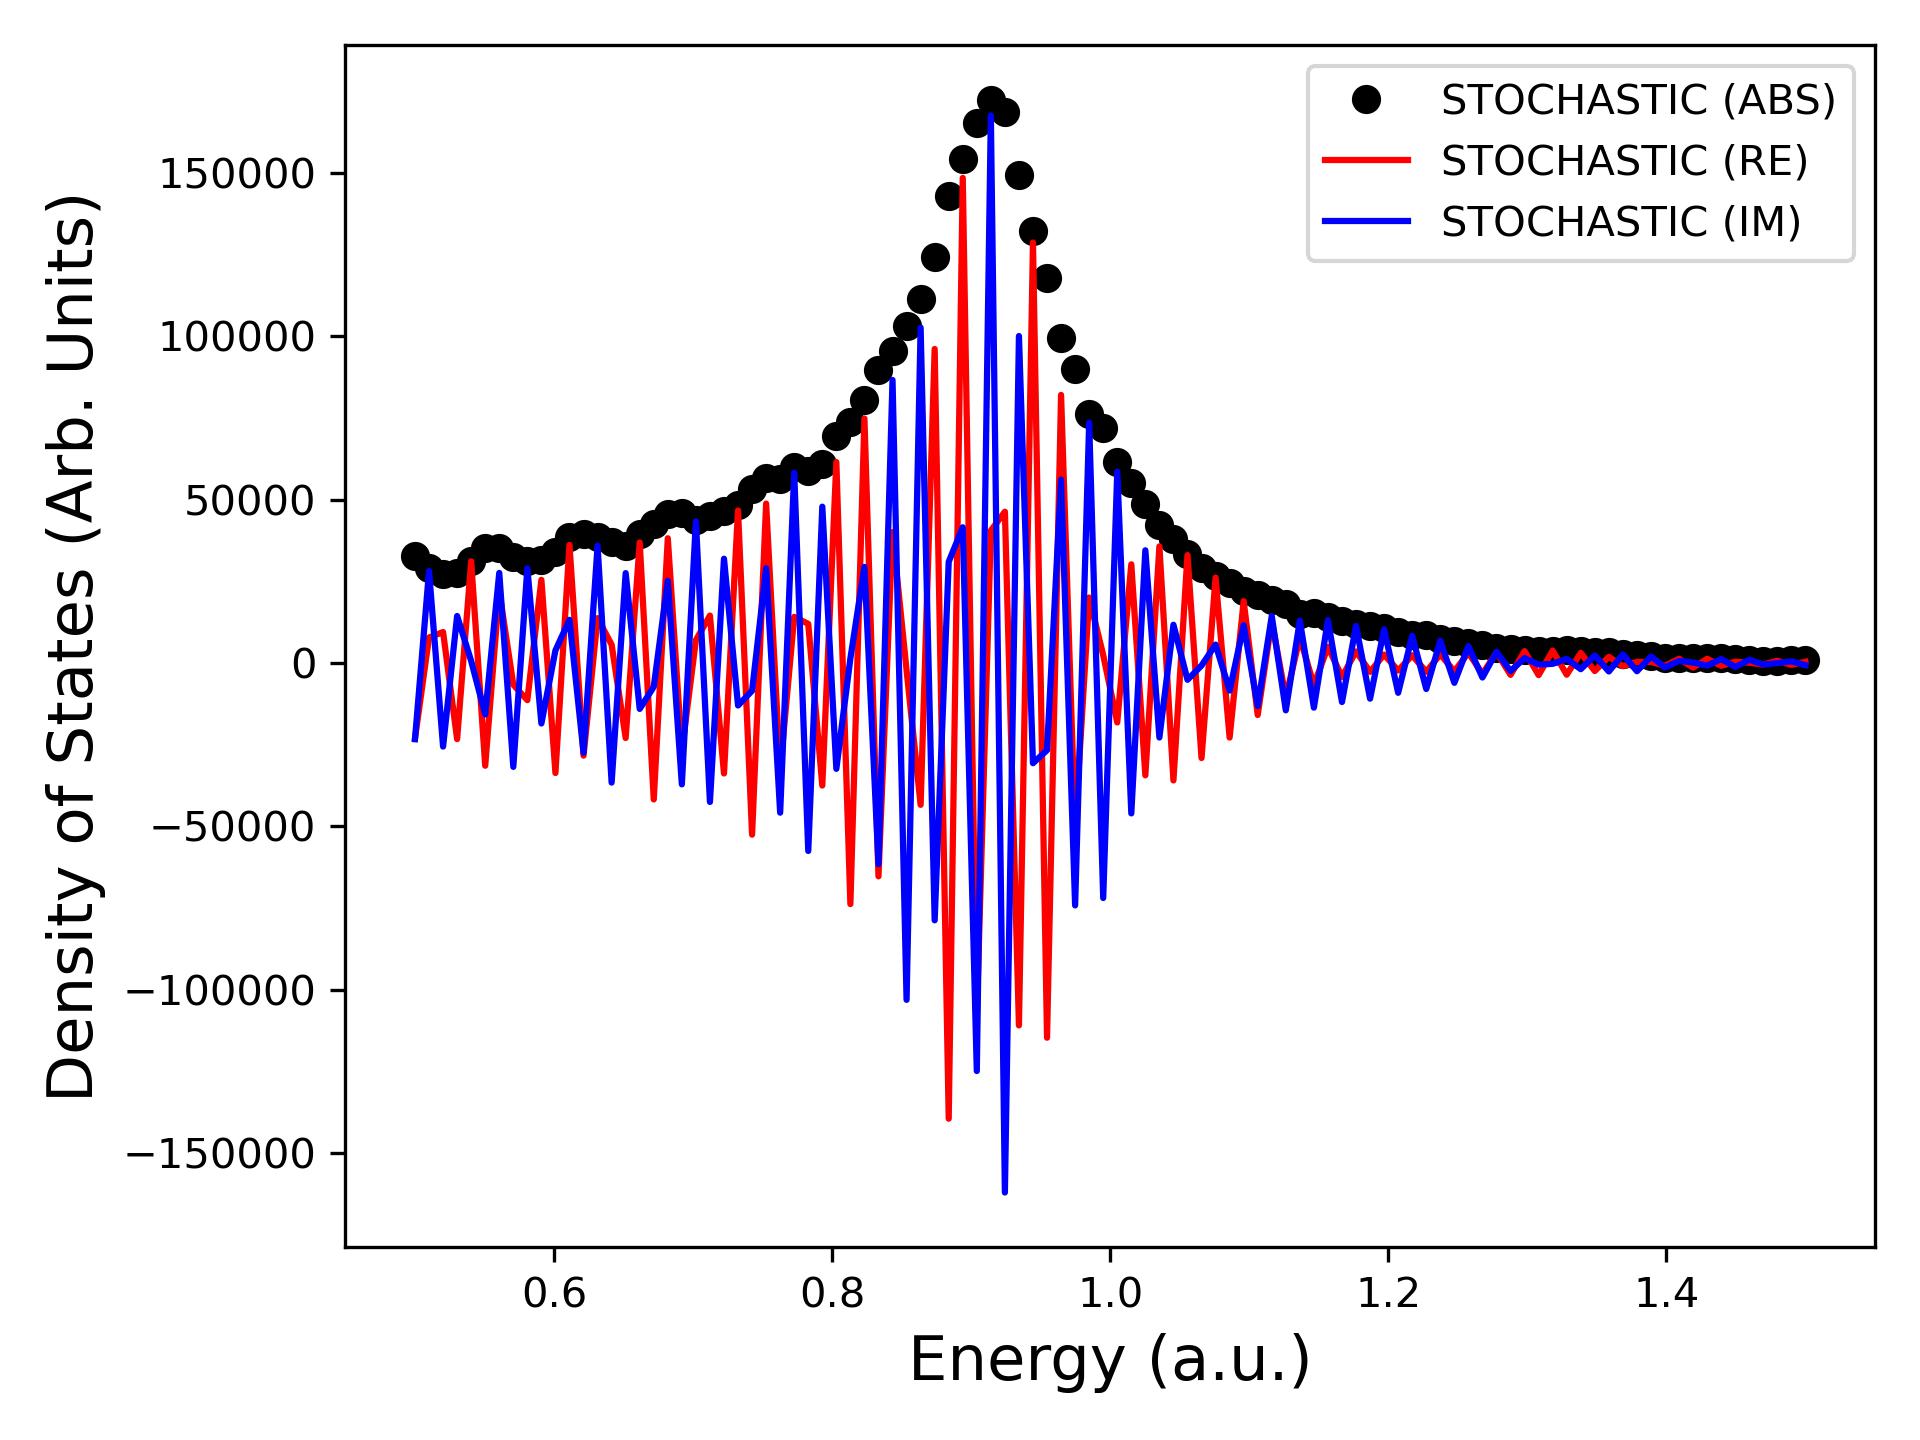 STOCHASTIC (ABS)
STOCHASTIC (RE)
STOCHASTIC (IM)
150000
100000
50000
0
−50000
−100000
−150000
Density of States (Arb. Units)
0.6 0.8 1.0 1.2 1.4
Energy (a.u.)